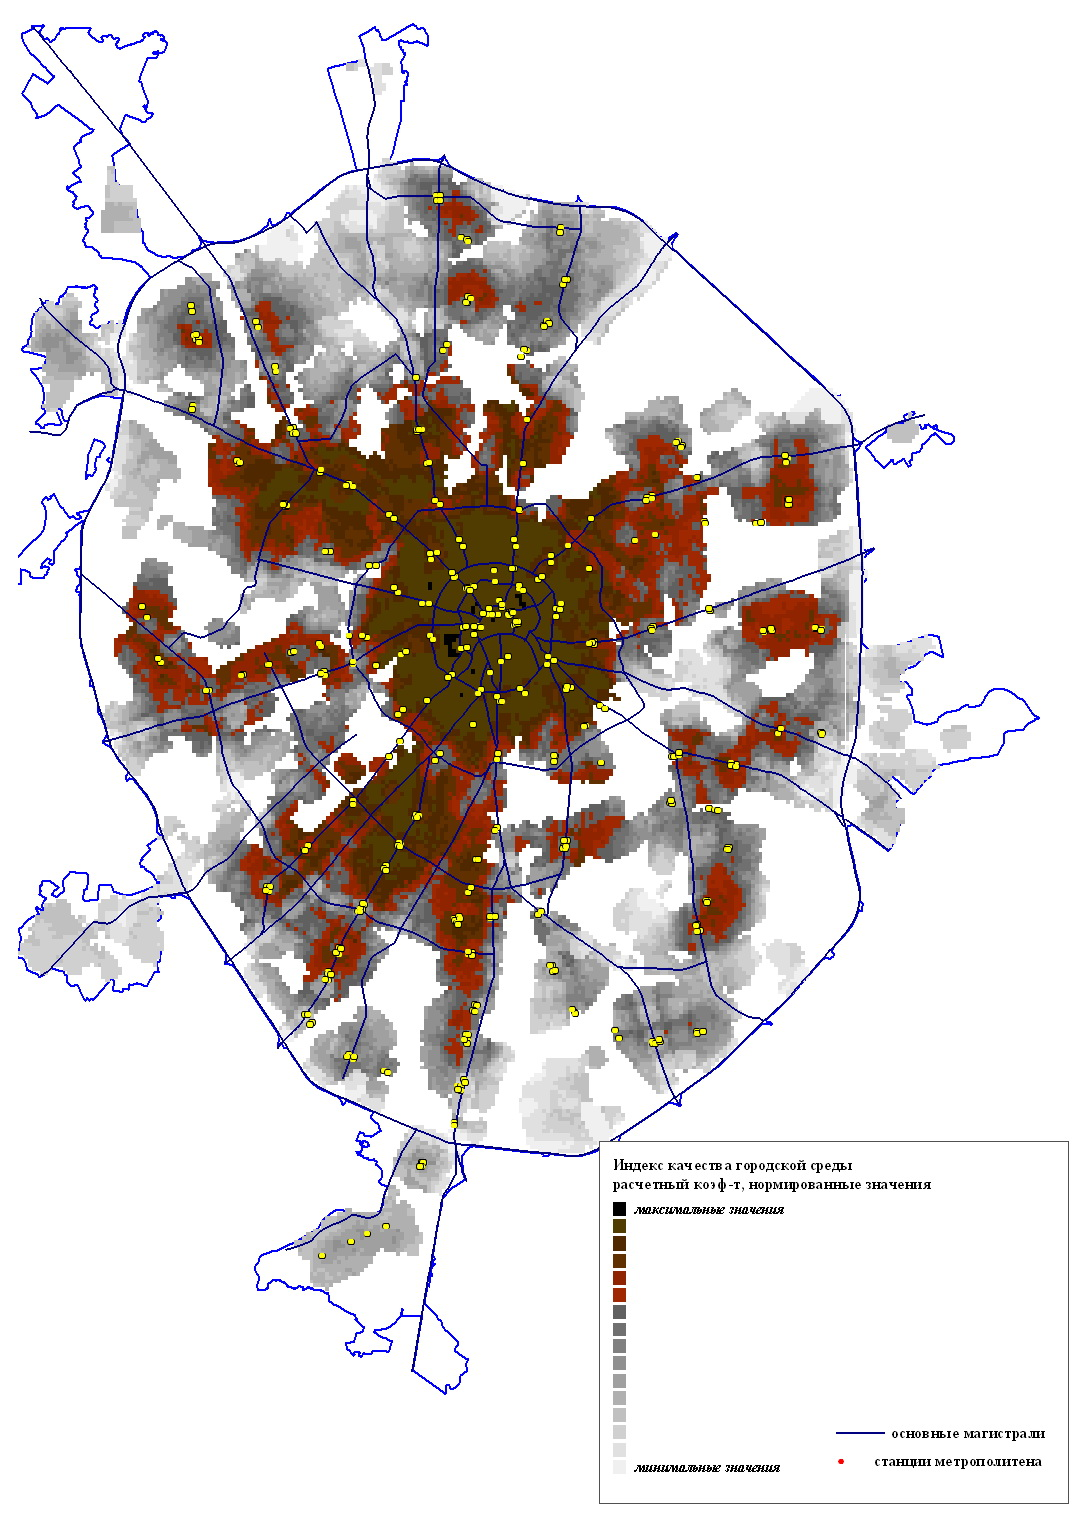 Индекс качества городской среды
расчетный коэф-т, нормированные значения
максимальные значения
основные магистрали
станции метрополитена
минимальные значения